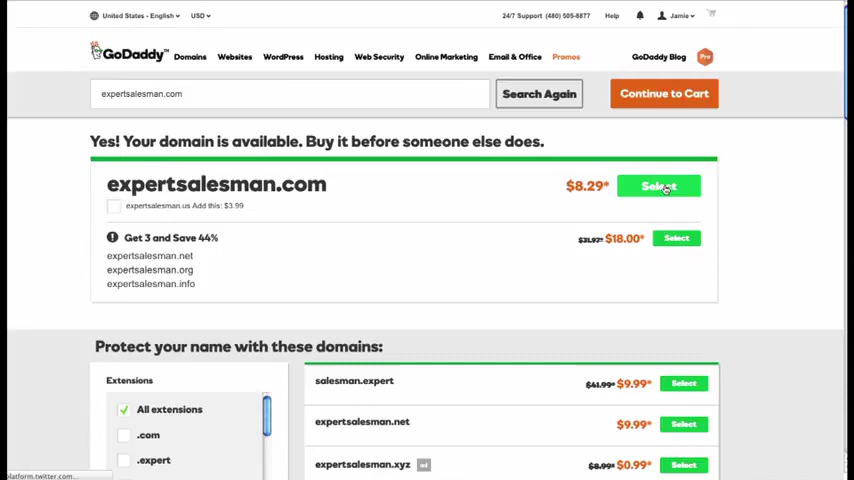 United States - English USD 24/7 Support (480) 505-8877 Help Jamie
GoDaddy™ Domains Websites WordPress Hosting Web Security Online Marketing Email & Office Promos GoDaddy Blog Pro
expertsalesman.com Search Again Continue to Cart
Yes! Your domain is available. Buy it before someone else does.
expertsalesman.com $8.29* Select
expertsalesman.us Add this: $3.99
Get 3 and Save 44% $31.97* $18.00* Select
expertsalesman.net
expertsalesman.org
expertsalesman.info
Protect your name with these domains:
Extensions
All extensions
.com
.expert
salesman.expert $41.99* $9.99* Select
expertsalesman.net $9.99* Select
expertsalesman.xyz ad $8.99* $0.99* Select
platform.twitter.com...